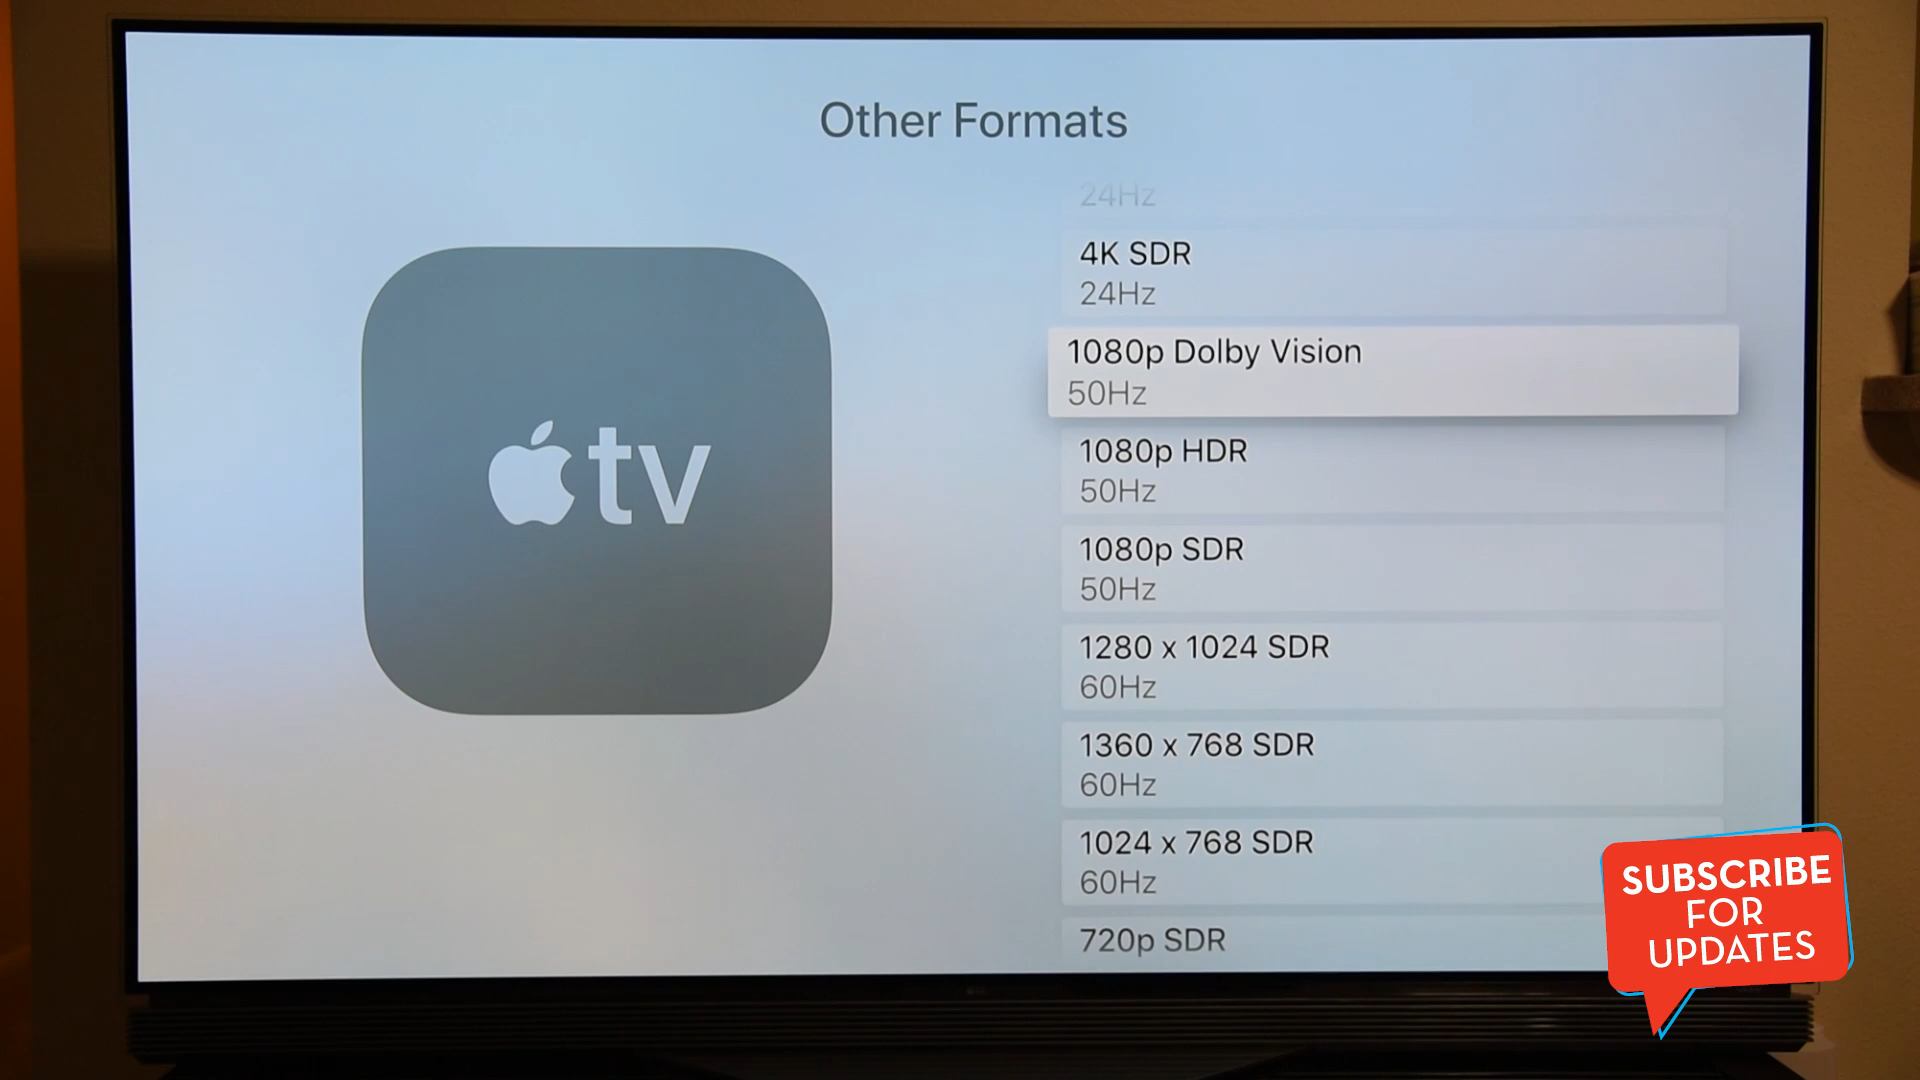 Other Formats
24Hz
4K SDR
24Hz
1080p Dolby Vision
50Hz
1080p HDR
50Hz
1080p SDR
50Hz
1280 x 1024 SDR
60Hz
1360 x 768 SDR
60Hz
1024 x 768 SDR
60Hz
720p SDR
tv
SUBSCRIBE
FOR
UPDATES